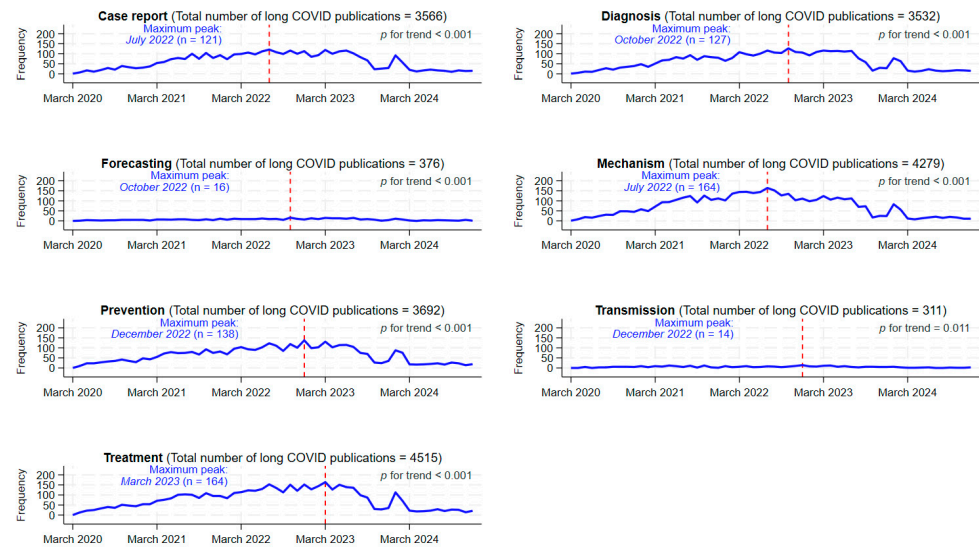 Case report (Total number of long COVID publications = 3566)
Maximum peak:
July 2022 (n = 121)
p for trend < 0.001
Frequency
200
150
100
50
0
March 2020 March 2021 March 2022 March 2023 March 2024
Diagnosis (Total number of long COVID publications = 3532)
Maximum peak:
October 2022 (n = 127)
p for trend < 0.001
Frequency
200
150
100
50
0
March 2020 March 2021 March 2022 March 2023 March 2024
Forecasting (Total number of long COVID publications = 376)
Maximum peak:
October 2022 (n = 16)
p for trend < 0.001
Frequency
200
150
100
50
0
March 2020 March 2021 March 2022 March 2023 March 2024
Mechanism (Total number of long COVID publications = 4279)
Maximum peak:
July 2022 (n = 164)
p for trend < 0.001
Frequency
200
150
100
50
0
March 2020 March 2021 March 2022 March 2023 March 2024
Prevention (Total number of long COVID publications = 3692)
Maximum peak:
December 2022 (n = 138)
p for trend < 0.001
Frequency
200
150
100
50
0
March 2020 March 2021 March 2022 March 2023 March 2024
Transmission (Total number of long COVID publications = 311)
Maximum peak:
December 2022 (n = 14)
p for trend = 0.011
Frequency
200
150
100
50
0
March 2020 March 2021 March 2022 March 2023 March 2024
Treatment (Total number of long COVID publications = 4515)
Maximum peak:
March 2023 (n = 164)
p for trend < 0.001
Frequency
200
150
100
50
0
March 2020 March 2021 March 2022 March 2023 March 2024